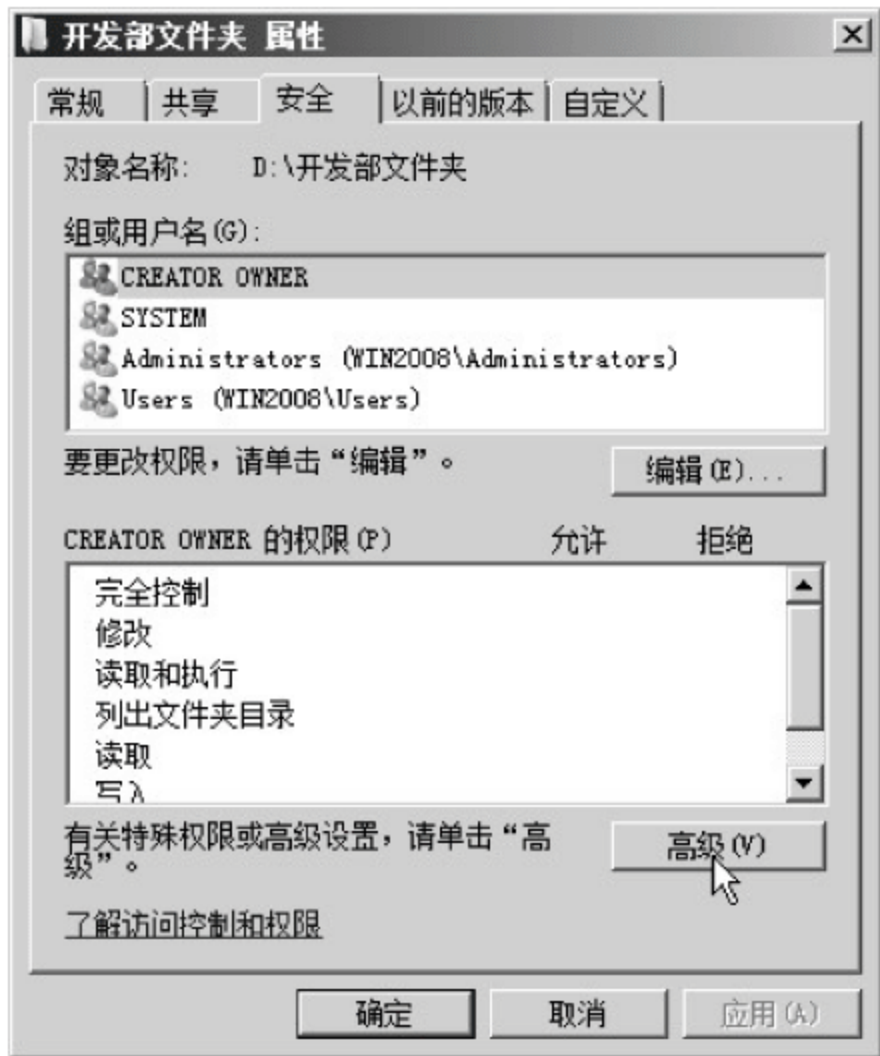 开发部文件夹 属性
常规 共享 安全 以前的版本 自定义
对象名称: D:\开发部文件夹
组或用户名(G):
CREATOR OWNER
SYSTEM
Administrators (WIN2008\Administrators)
Users (WIN2008\Users)
要更改权限，请单击“编辑”。 编辑(E)...
CREATOR OWNER 的权限(P) 允许 拒绝
完全控制
修改
读取和执行
列出文件夹目录
读取
写入
有关特殊权限或高级设置，请单击“高
级”。
高级(V)
了解访问控制和权限
确定 取消 应用(A)